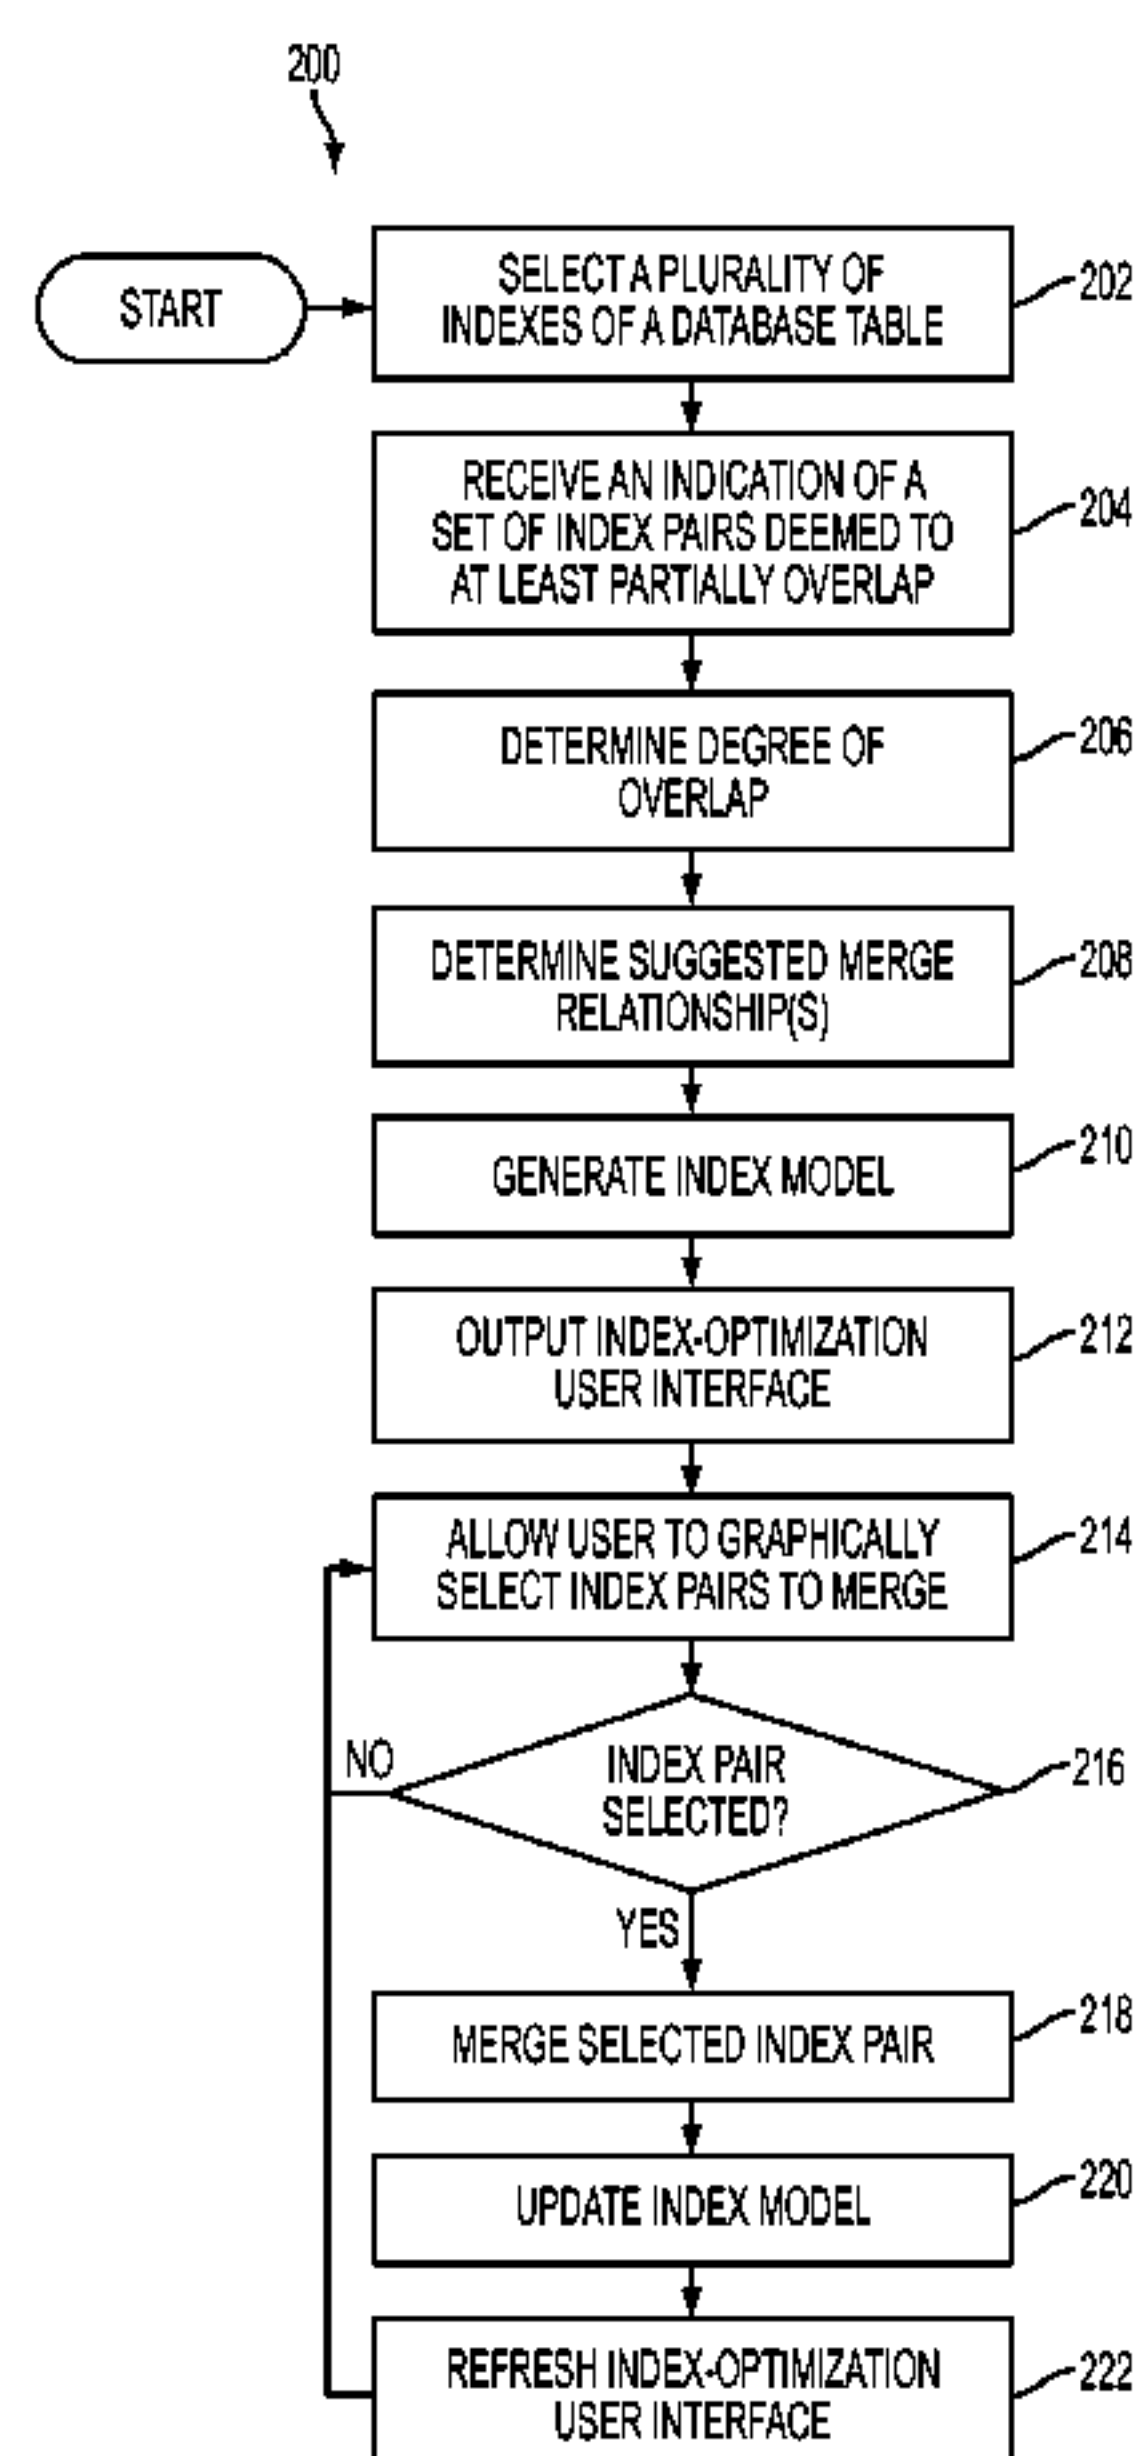 200
START
SELECT A PLURALITY OF
INDEXES OF A DATABASE TABLE
202
RECEIVE AN INDICATION OF A
SET OF INDEX PAIRS DEEMED TO
AT LEAST PARTIALLY OVERLAP
204
DETERMINE DEGREE OF
OVERLAP
206
DETERMINE SUGGESTED MERGE
RELATIONSHIP(S)
208
GENERATE INDEX MODEL
210
OUTPUT INDEX-OPTIMIZATION
USER INTERFACE
212
ALLOW USER TO GRAPHICALLY
SELECT INDEX PAIRS TO MERGE
214
NO
INDEX PAIR
SELECTED?
216
YES
MERGE SELECTED INDEX PAIR
218
UPDATE INDEX MODEL
220
REFRESH INDEX-OPTIMIZATION
USER INTERFACE
222